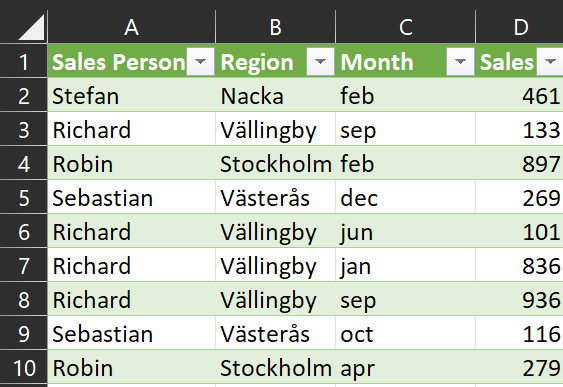 A B C D
1 Sales Person Region Month Sales
2 Stefan Nacka feb 461
3 Richard Vällingby sep 133
4 Robin Stockholm feb 897
5 Sebastian Västerås dec 269
6 Richard Vällingby jun 101
7 Richard Vällingby jan 836
8 Richard Vällingby sep 936
9 Sebastian Västerås oct 116
10 Robin Stockholm apr 279